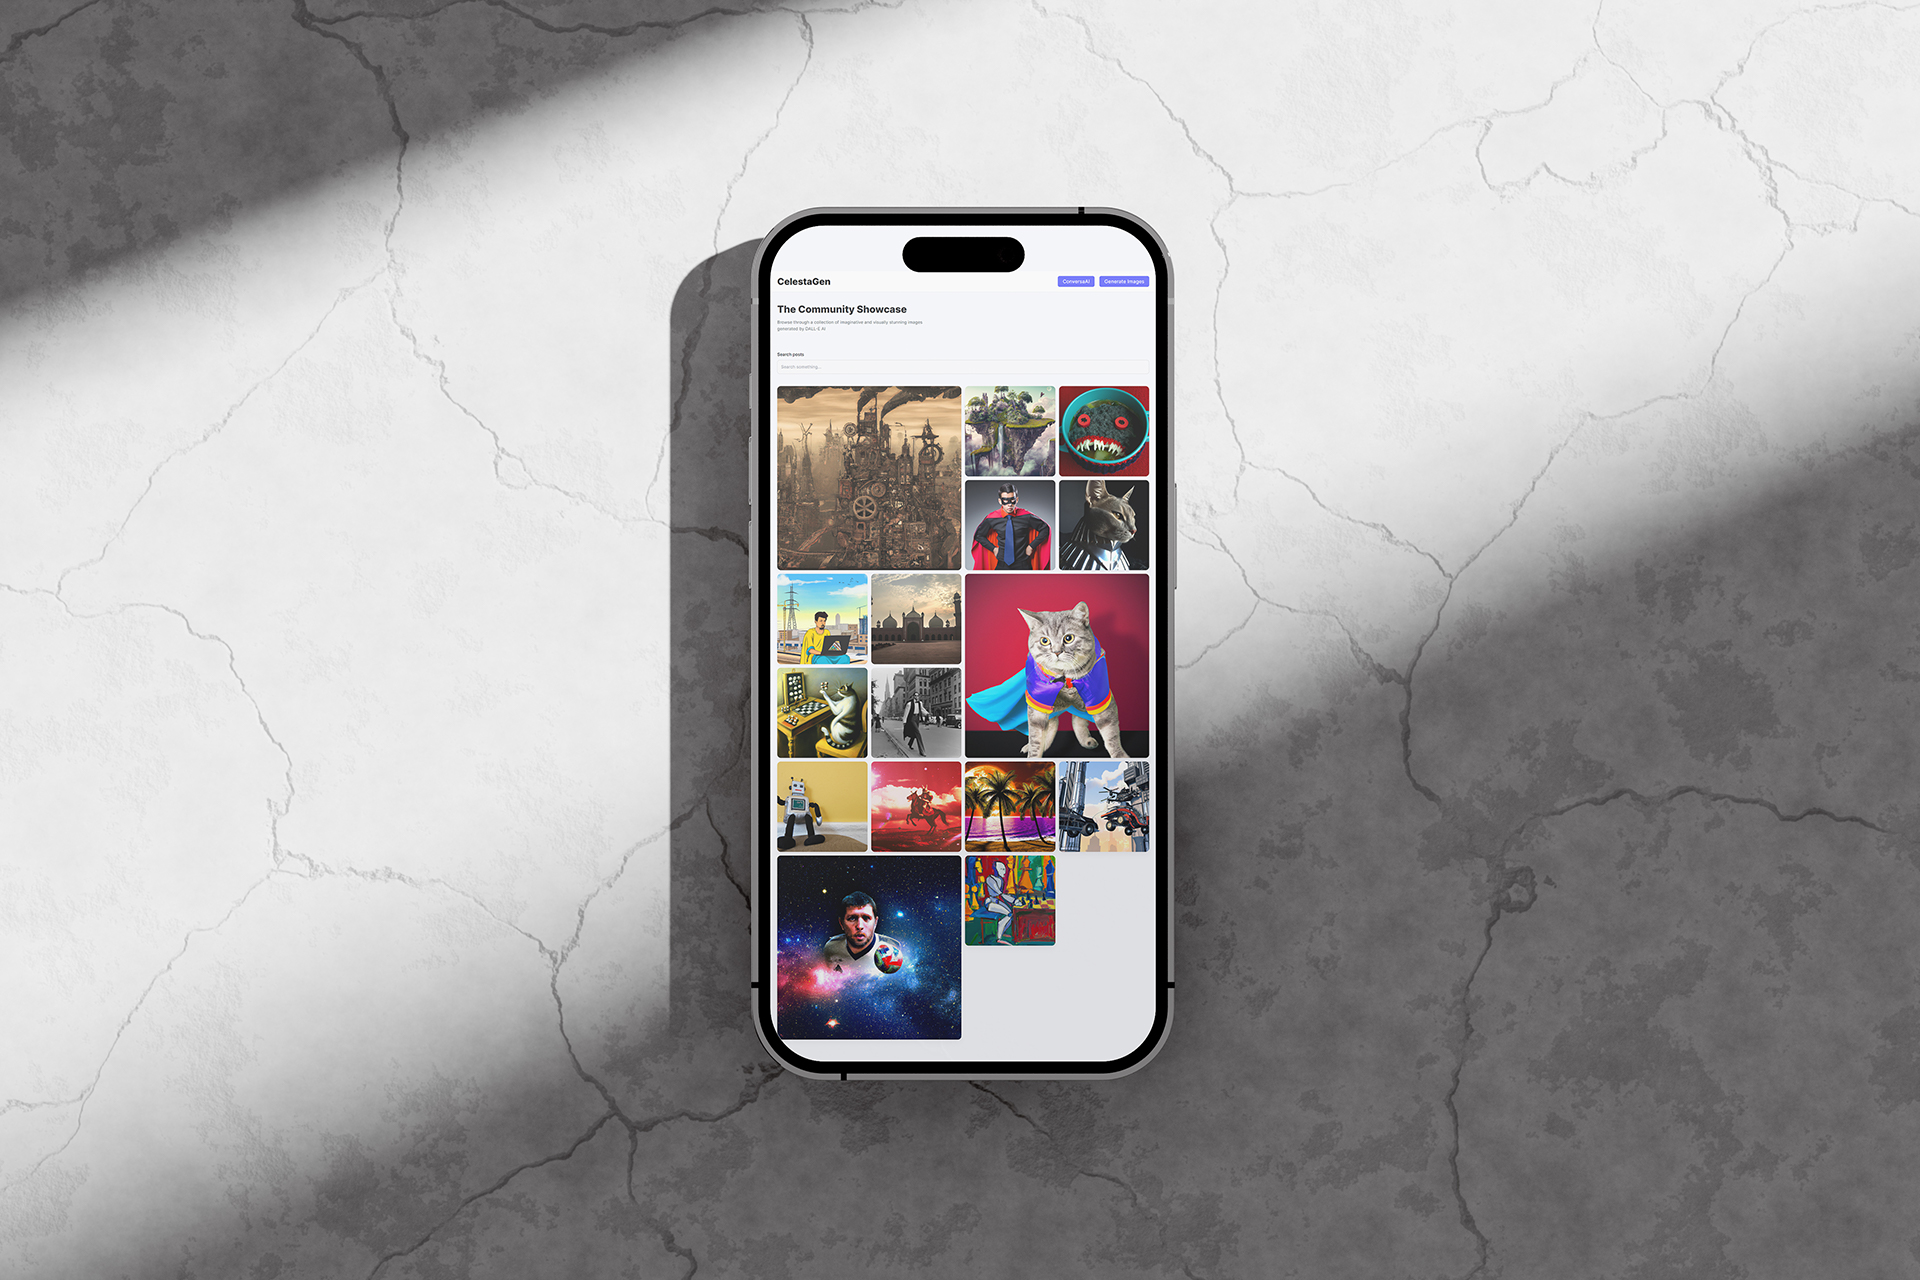 CelestaGen
ConversaAI
Generate Images
The Community Showcase
Browse through a collection of imaginative and visually stunning images
generated by DALL-E AI
Search posts
Search something...